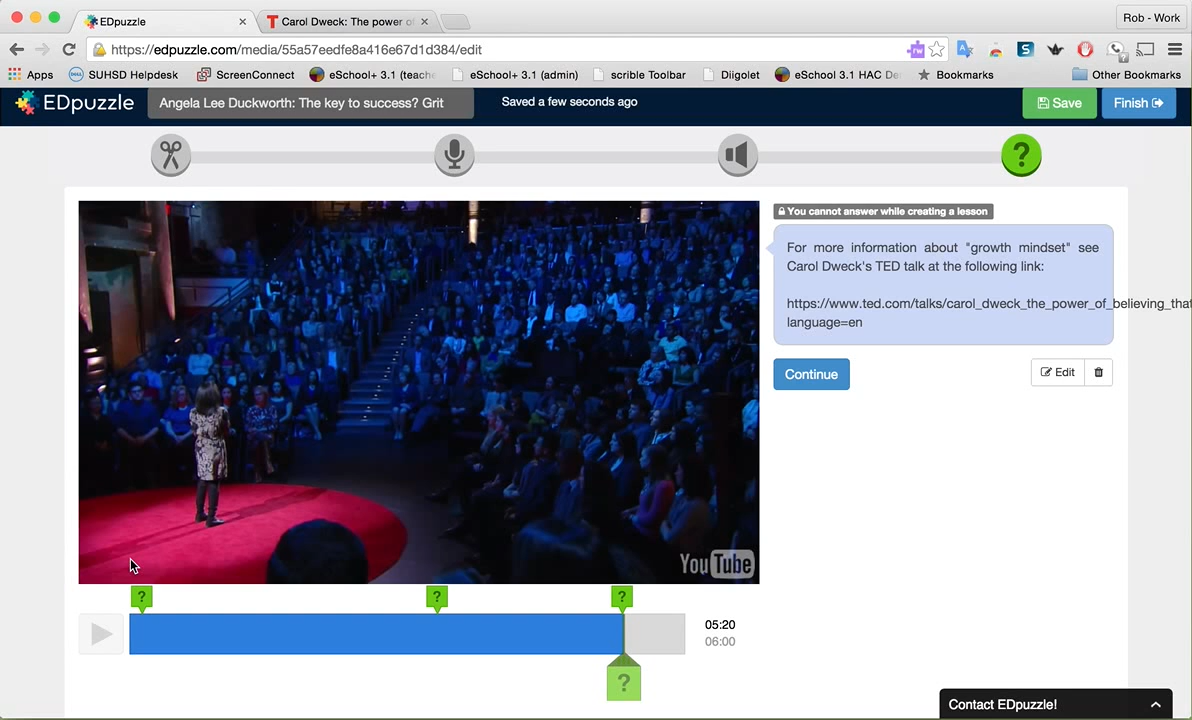 EDpuzzle
Carol Dweck: The power of
Rob - Work
https://edpuzzle.com/media/55a57eedfe8a416e67d1d384/edit
Apps
SUHSD Helpdesk
ScreenConnect
eSchool+ 3.1 (teach
eSchool+ 3.1 (admin)
scrible Toolbar
Diigolet
eSchool 3.1 HAC De
Bookmarks
Other Bookmarks
EDpuzzle
Angela Lee Duckworth: The key to success? Grit
Saved a few seconds ago
Save
Finish
?
You cannot answer while creating a lesson
For more information about "growth mindset" see
Carol Dweck's TED talk at the following link:
https://www.ted.com/talks/carol_dweck_the_power_of_believing_that
language=en
Continue
Edit
YouTube
? ? ?
05:20
06:00
?
Contact EDpuzzle!